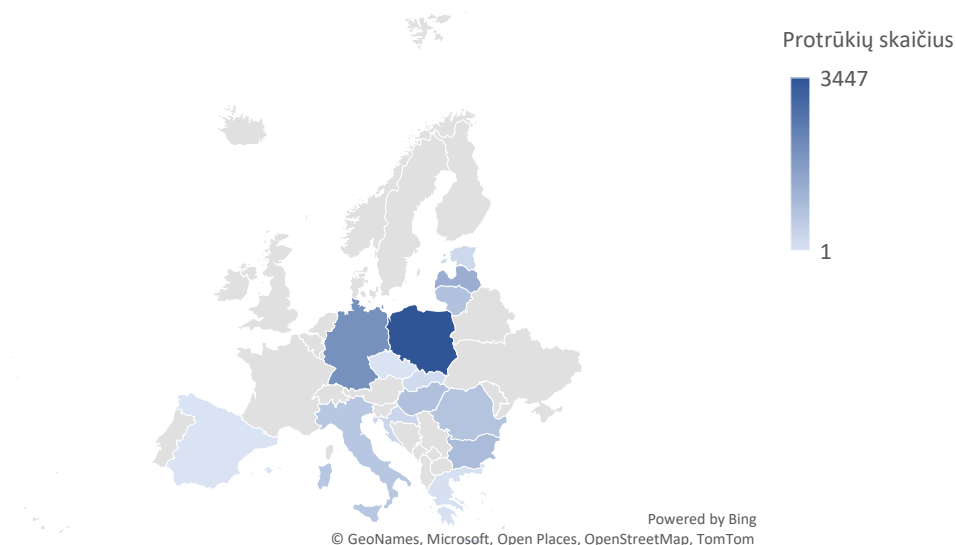 Protrūkių skaičius
3447
1
Powered by Bing
© GeoNames, Microsoft, Open Places, OpenStreetMap, TomTom